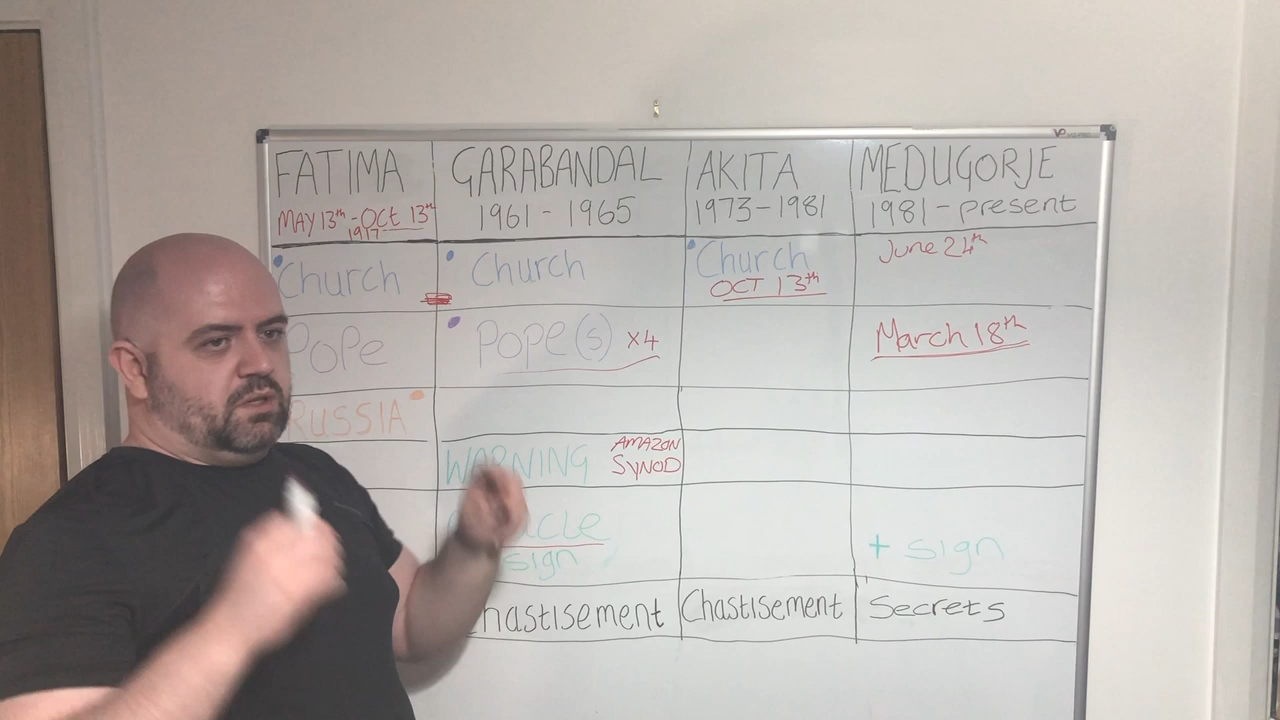 FATIMA
MAY 13th - OCT 13th
1917
GARABANDAL
1961 - 1965
AKITA
1973-1981
MEDUGORJE
1981 - present
Church
Church
Church
OCT 13th
June 24th
Pope
Pope(s) x4
March 18th
RUSSIA
WARNING
AMAZON
SYNOD
sign
+ sign
Chastisement
Secrets